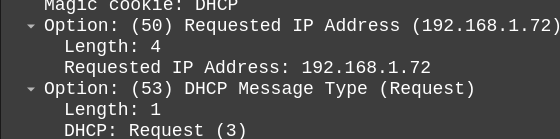 Magic cookie: DHCP
Option: (50) Requested IP Address (192.168.1.72)
Length: 4
Requested IP Address: 192.168.1.72
Option: (53) DHCP Message Type (Request)
Length: 1
DHCP: Request (3)